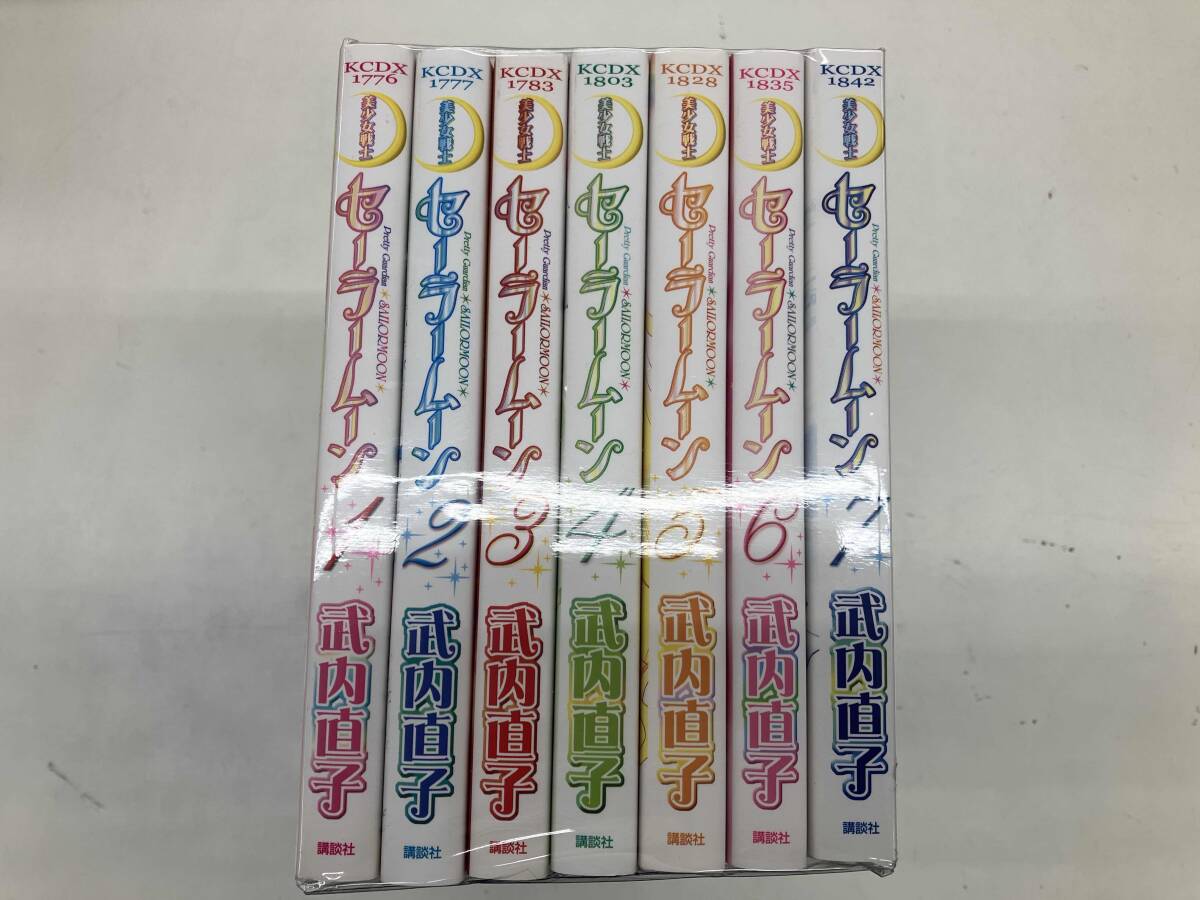 KCDX
1776
美少女戦士
セーラームーン
Pretty Guardian＊SAILORMOON＊
1
武内直子
講談社
KCDX
1777
美少女戦士
セーラームーン
Pretty Guardian＊SAILORMOON＊
2
武内直子
講談社
KCDX
1783
美少女戦士
セーラームーン
Pretty Guardian＊SAILORMOON＊
3
武内直子
講談社
KCDX
1803
美少女戦士
セーラームーン
Pretty Guardian＊SAILORMOON＊
4
武内直子
講談社
KCDX
1828
美少女戦士
セーラームーン
Pretty Guardian＊SAILORMOON＊
5
武内直子
講談社
KCDX
1835
美少女戦士
セーラームーン
Pretty Guardian＊SAILORMOON＊
6
武内直子
講談社
KCDX
1842
美少女戦士
セーラームーン
Pretty Guardian＊SAILORMOON＊
7
武内直子
講談社